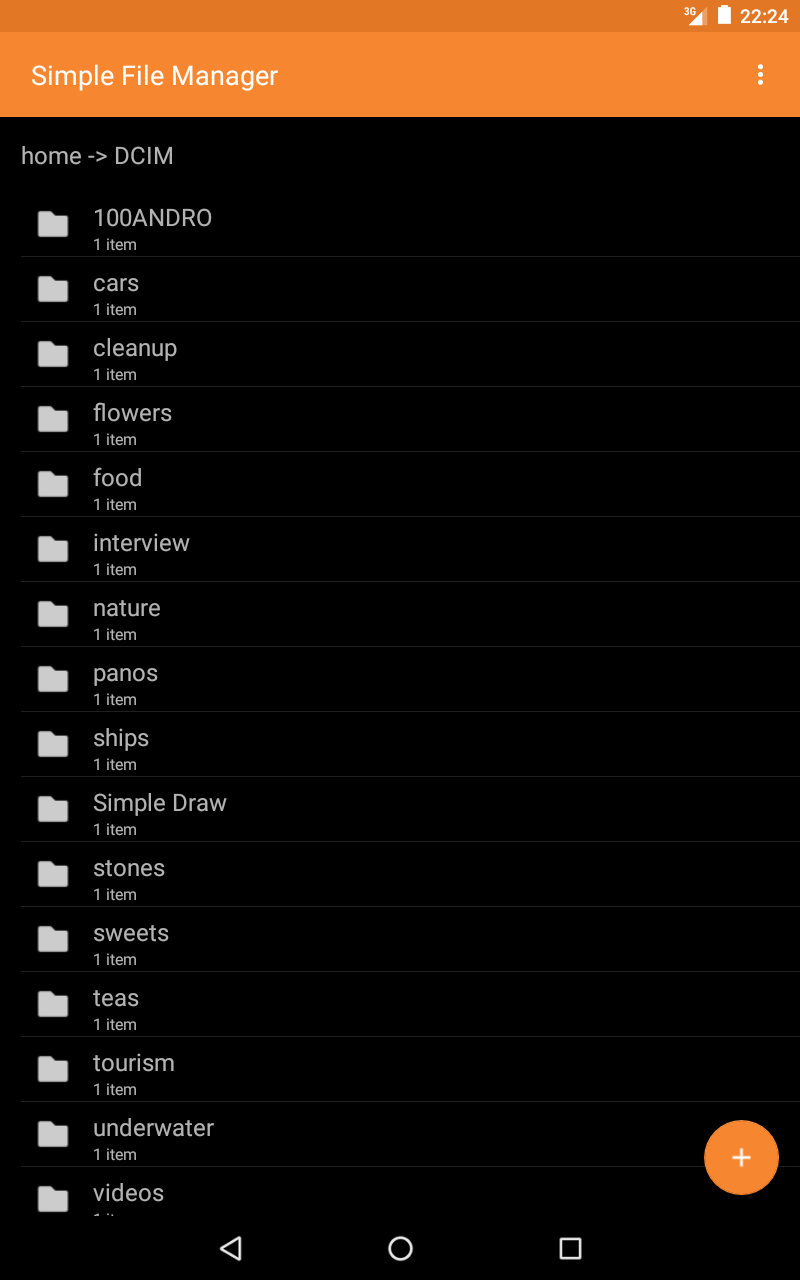 3G 22:24
Simple File Manager
home -> DCIM
100ANDRO
1 item
cars
1 item
cleanup
1 item
flowers
1 item
food
1 item
interview
1 item
nature
1 item
panos
1 item
ships
1 item
Simple Draw
1 item
stones
1 item
sweets
1 item
teas
1 item
tourism
1 item
underwater
1 item
videos